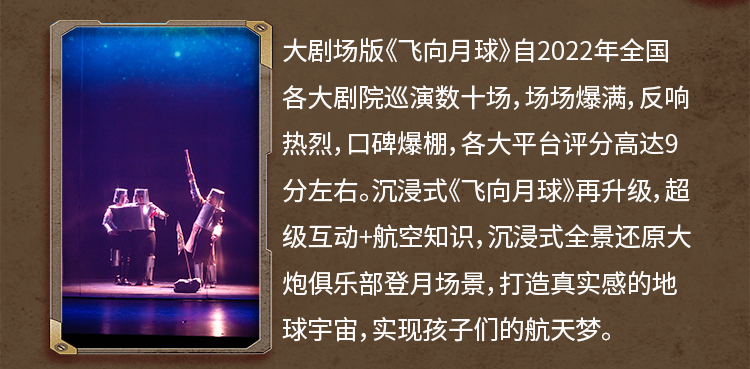 大剧场版《飞向月球》自2022年全国
各大剧院巡演数十场，场场爆满，反响
热烈，口碑爆棚，各大平台评分高达9
分左右。沉浸式《飞向月球》再升级，超
级互动+航空知识，沉浸式全景还原大
炮俱乐部登月场景，打造真实感的地
球宇宙，实现孩子们的航天梦。